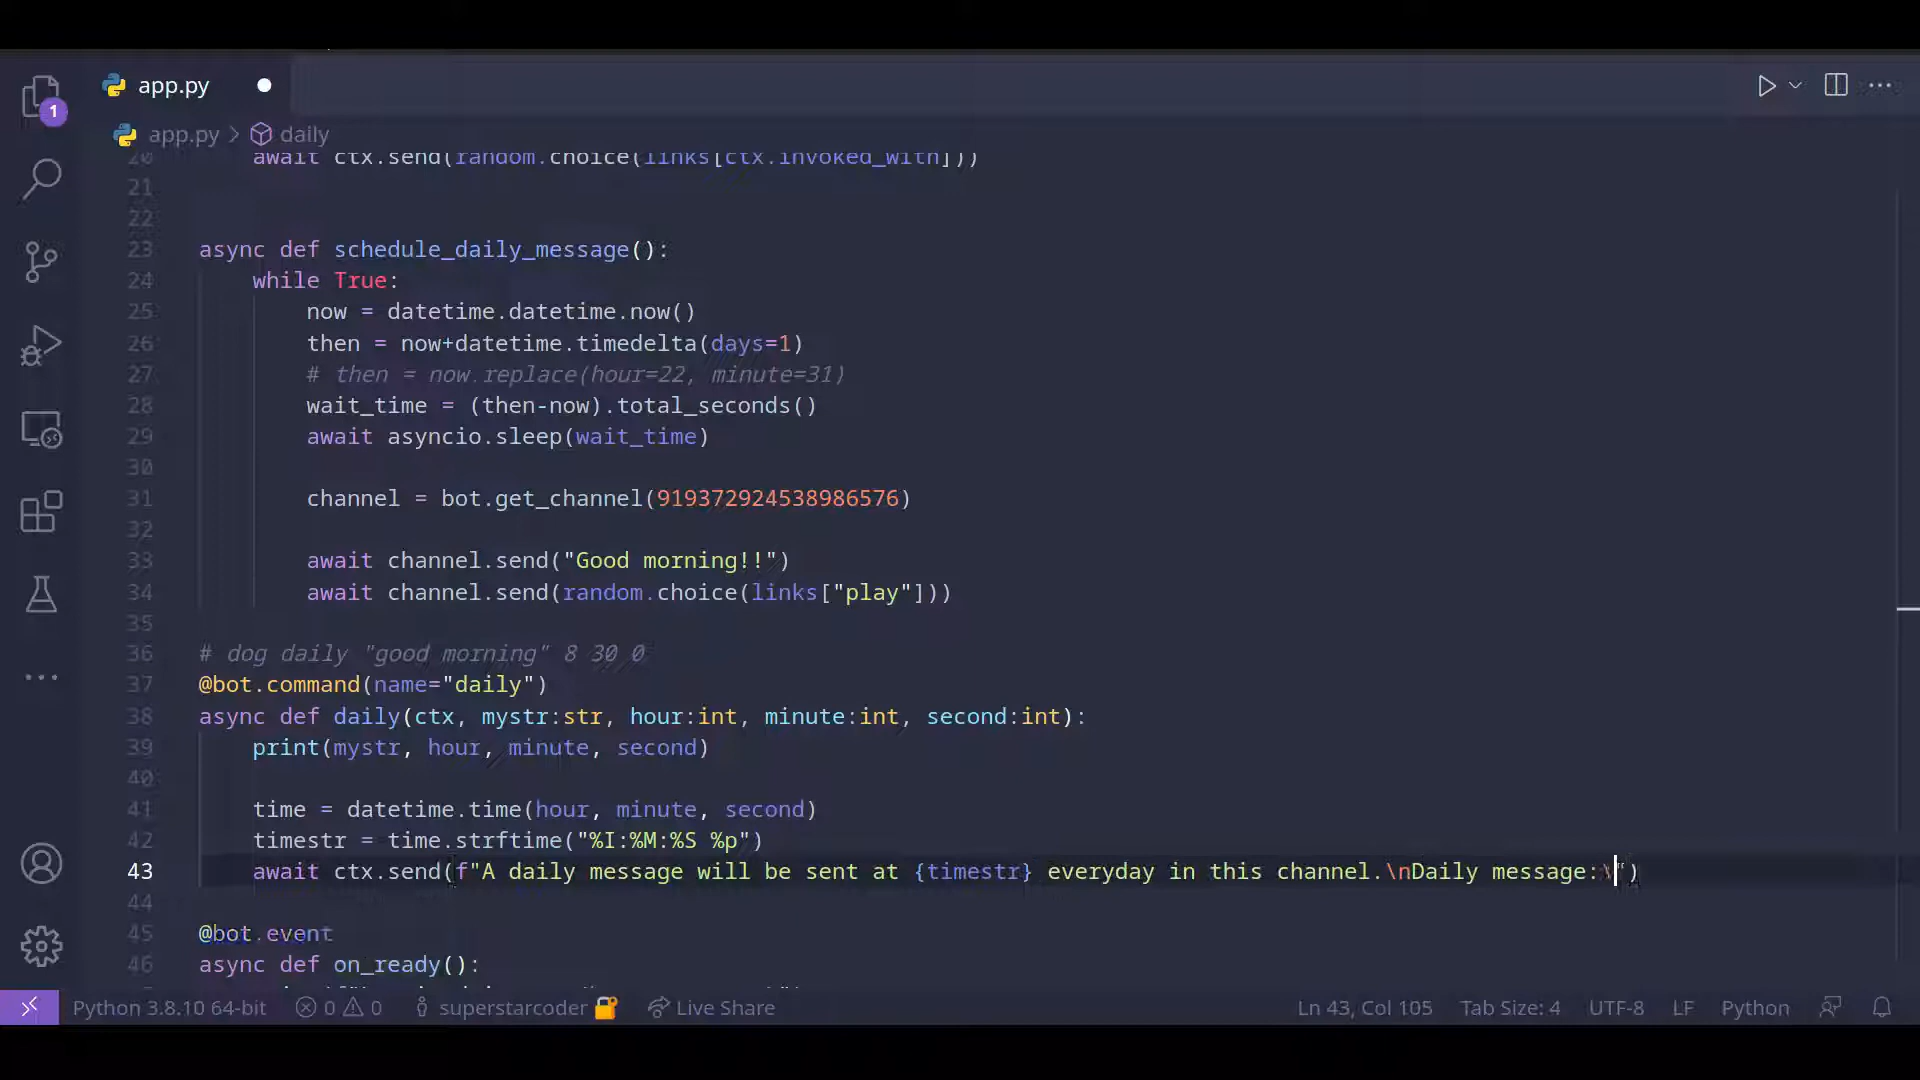 app.py
1
app.py > daily
20 await ctx.send(random.choice(links[ctx.invoked_with]))
21
22
23 async def schedule_daily_message():
24 while True:
25 now = datetime.datetime.now()
26 then = now+datetime.timedelta(days=1)
27 # then = now.replace(hour=22, minute=31)
28 wait_time = (then-now).total_seconds()
29 await asyncio.sleep(wait_time)
30
31 channel = bot.get_channel(919372924538986576)
32
33 await channel.send("Good morning!!")
34 await channel.send(random.choice(links["play"]))
35
36 # dog daily "good morning" 8 30 0
37 @bot.command(name="daily")
38 async def daily(ctx, mystr:str, hour:int, minute:int, second:int):
39 print(mystr, hour, minute, second)
40
41 time = datetime.time(hour, minute, second)
42 timestr = time.strftime("%I:%M:%S %p")
43 await ctx.send(f"A daily message will be sent at {timestr} everyday in this channel.\nDaily message:\")
44
45 @bot.event
46 async def on_ready():
Python 3.8.10 64-bit 0 0 superstarcoder Live Share Ln 43, Col 105 Tab Size: 4 UTF-8 LF Python